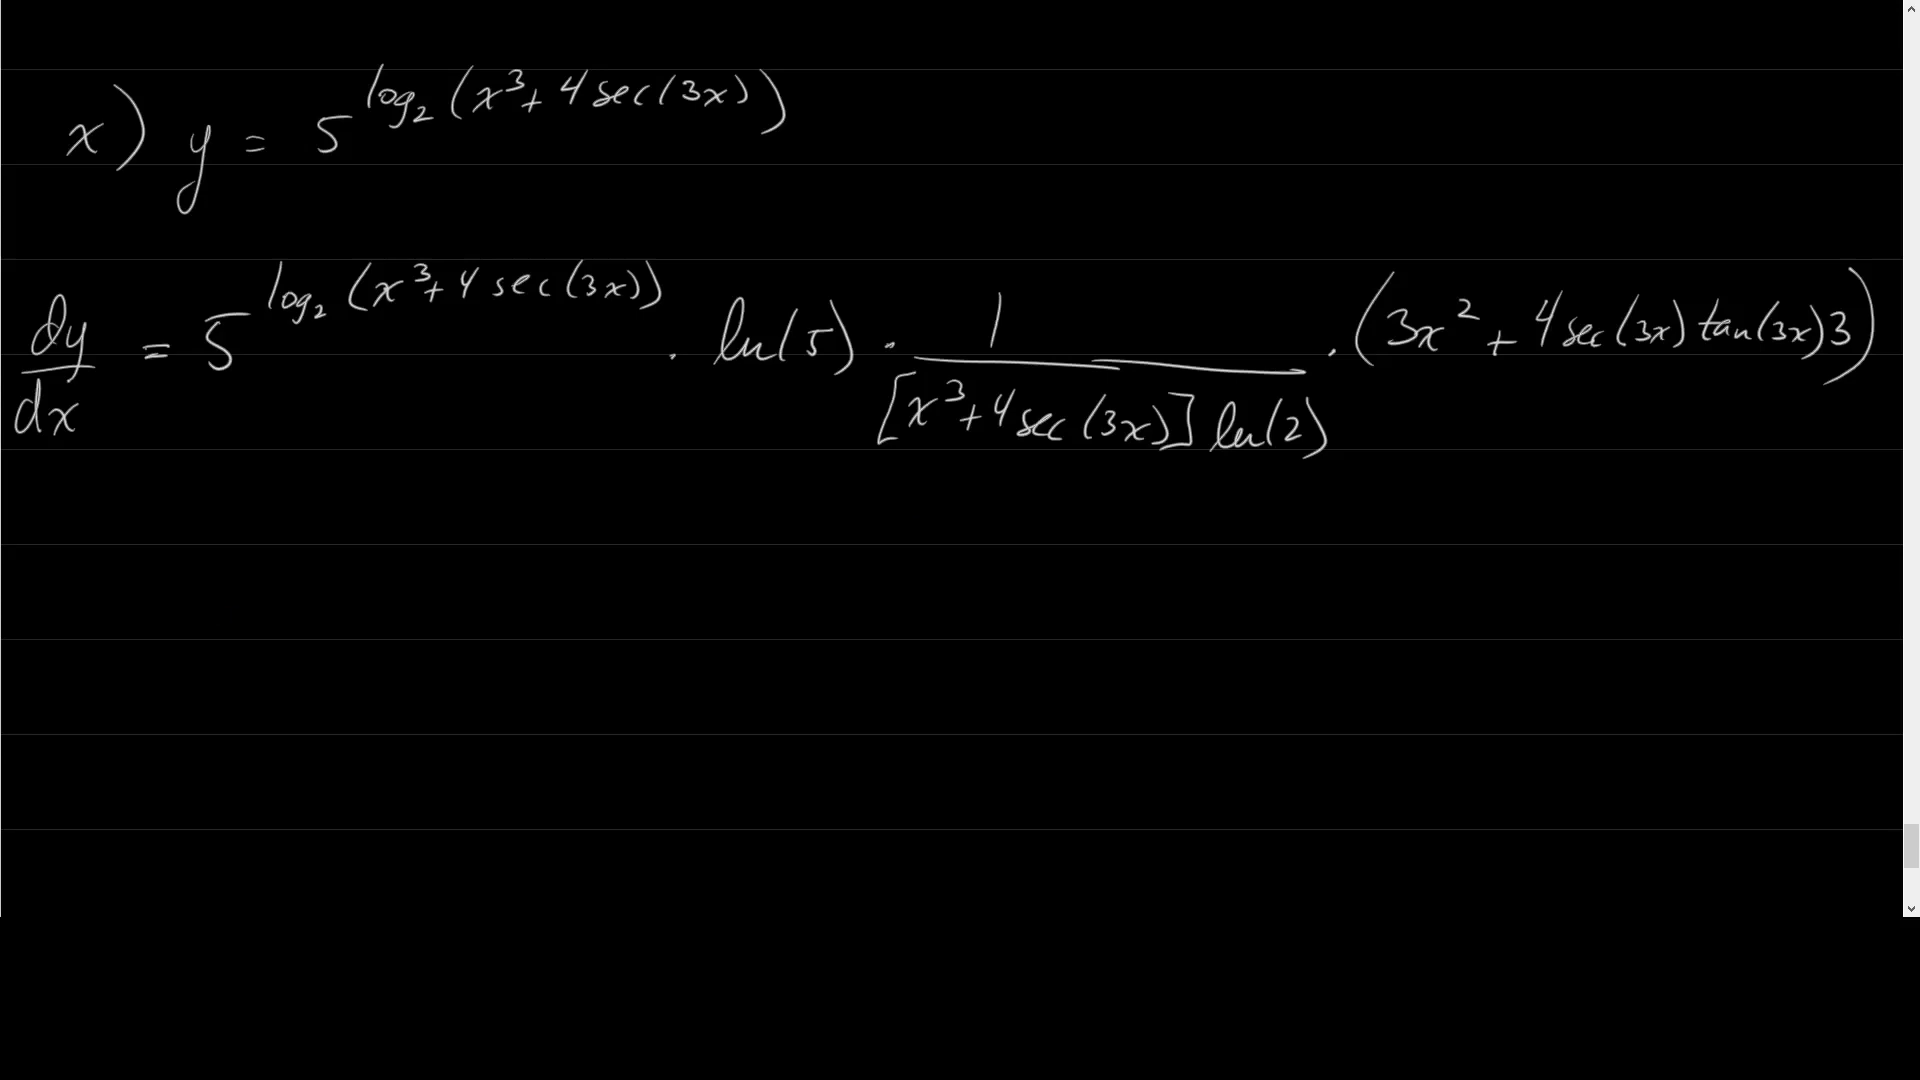 x) y = 5^{log_2 (x^3 + 4 sec(3x))}
dy/dx = 5^{log_2 (x^3 + 4 sec(3x))} · ln(5) · 1/([x^3 + 4 sec(3x)] ln(2)) · (3x^2 + 4 sec(3x) tan(3x) 3)